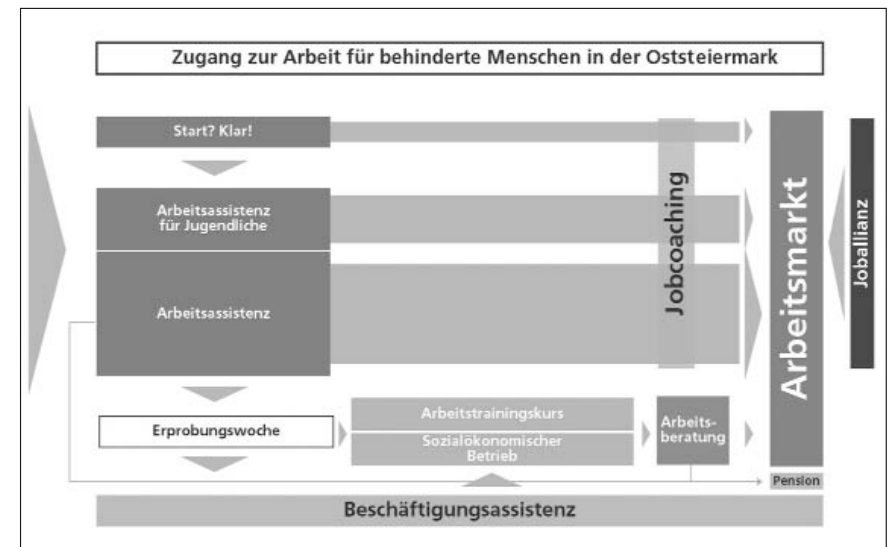 Zugang zur Arbeit für behinderte Menschen in der Oststeiermark
Start? Klar!
Arbeitsassistenz
für Jugendliche
Arbeitsassistenz
Jobcoaching
Arbeitsmarkt
Joballianz
Erprobungswoche
Arbeitstrainingskurs
Sozialökonomischer
Betrieb
Arbeits-
beratung
Pension
Beschäftigungsassistenz